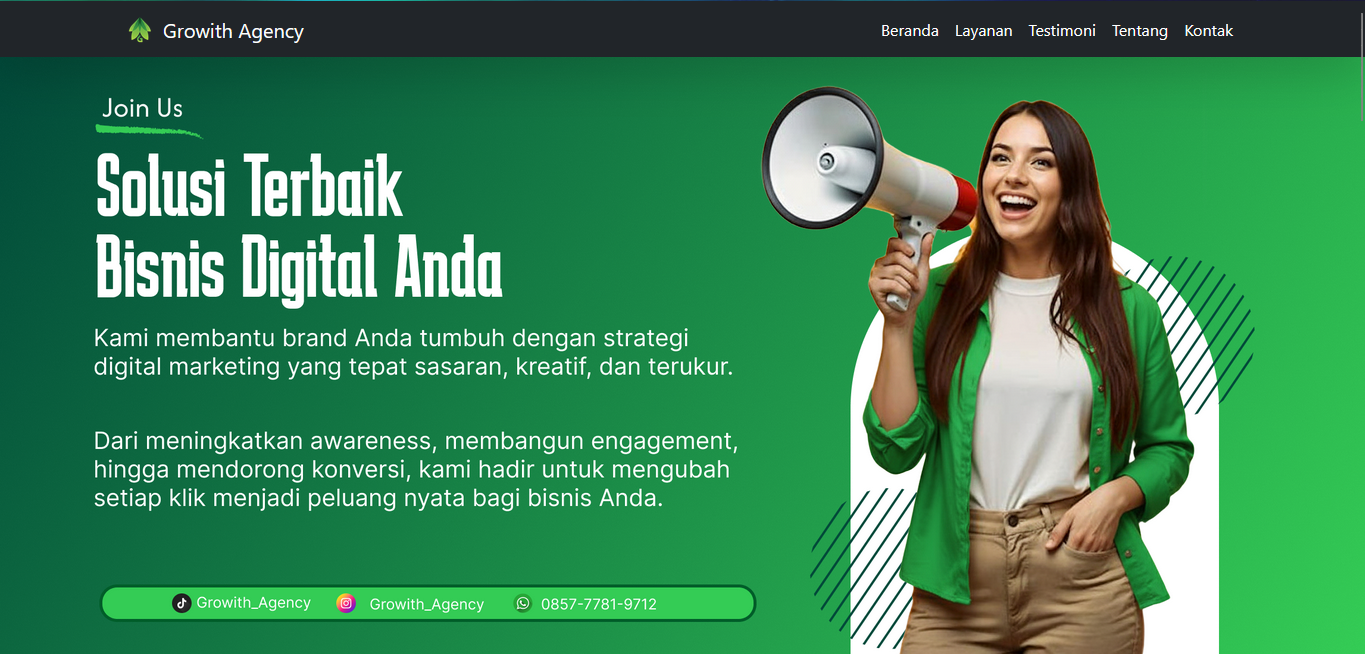 Growith Agency
Beranda Layanan Testimoni Tentang Kontak
Join Us
Solusi Terbaik
Bisnis Digital Anda
Kami membantu brand Anda tumbuh dengan strategi
digital marketing yang tepat sasaran, kreatif, dan terukur.
Dari meningkatkan awareness, membangun engagement,
hingga mendorong konversi, kami hadir untuk mengubah
setiap klik menjadi peluang nyata bagi bisnis Anda.
Growith_Agency Growith_Agency 0857-7781-9712